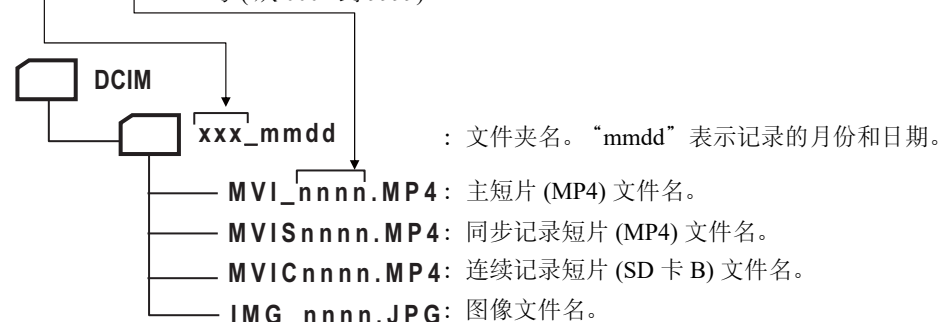 DCIM
xxx_mmdd : 文件夹名。“mmdd”表示记录的月份和日期。
MVI_nnnn.MP4: 主短片 (MP4) 文件名。
MVISnnnn.MP4: 同步记录短片 (MP4) 文件名。
MVICnnnn.MP4: 连续记录短片 (SD 卡 B) 文件名。
IMG_nnnn.JPG: 图像文件名。